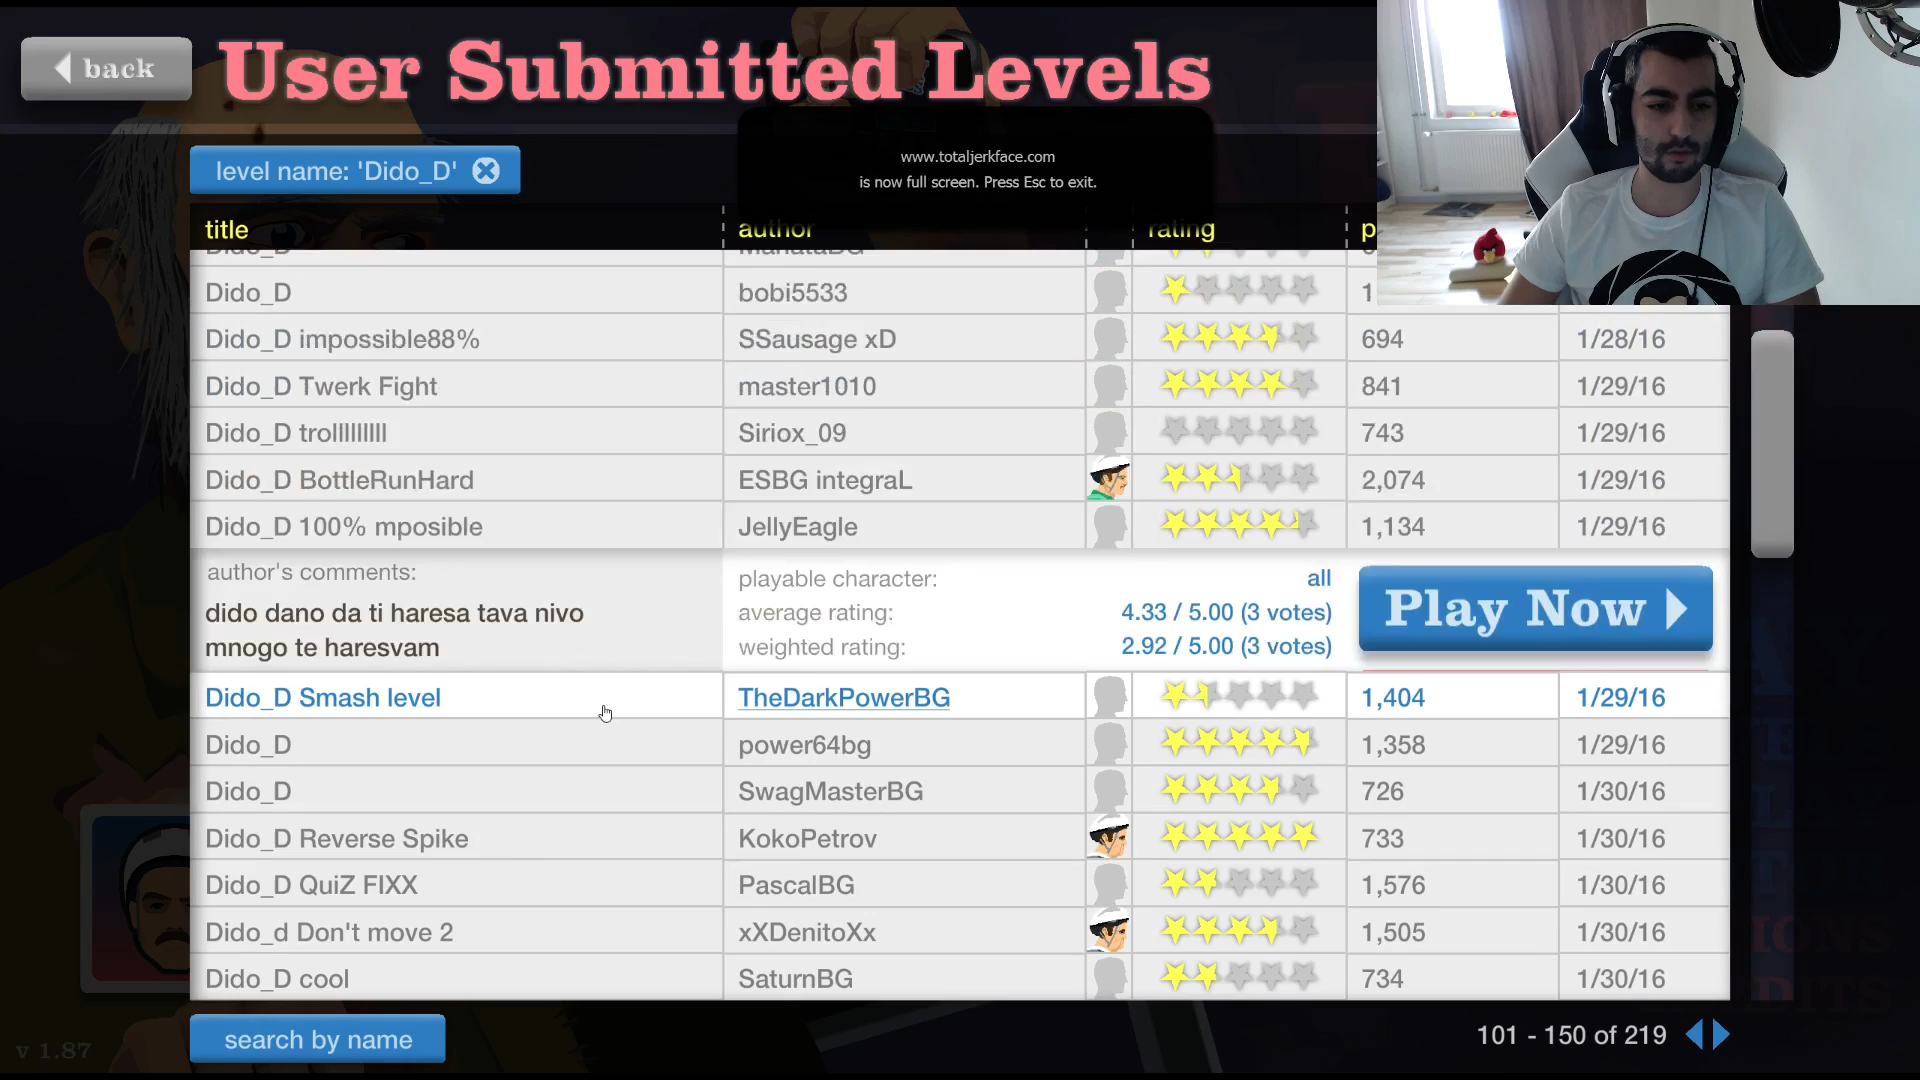 back
User Submitted Levels
level name: 'Dido_D'
www.totaljerkface.com
is now full screen. Press Esc to exit.
title author rating p
Dido_D ManataBG
Dido_D bobi5533 1
Dido_D impossible88% SSausage xD 694 1/28/16
Dido_D Twerk Fight master1010 841 1/29/16
Dido_D trolllllllll Siriox_09 743 1/29/16
Dido_D BottleRunHard ESBG integraL 2,074 1/29/16
Dido_D 100% mposible JellyEagle 1,134 1/29/16
author's comments:
dido dano da ti haresa tava nivo
mnogo te haresvam
playable character: all
average rating: 4.33 / 5.00 (3 votes)
weighted rating: 2.92 / 5.00 (3 votes)
Play Now
Dido_D Smash level TheDarkPowerBG 1,404 1/29/16
Dido_D power64bg 1,358 1/29/16
Dido_D SwagMasterBG 726 1/30/16
Dido_D Reverse Spike KokoPetrov 733 1/30/16
Dido_D QuiZ FIXX PascalBG 1,576 1/30/16
Dido_d Don't move 2 xXDenitoXx 1,505 1/30/16
Dido_D cool SaturnBG 734 1/30/16
search by name
101 - 150 of 219
v 1.87